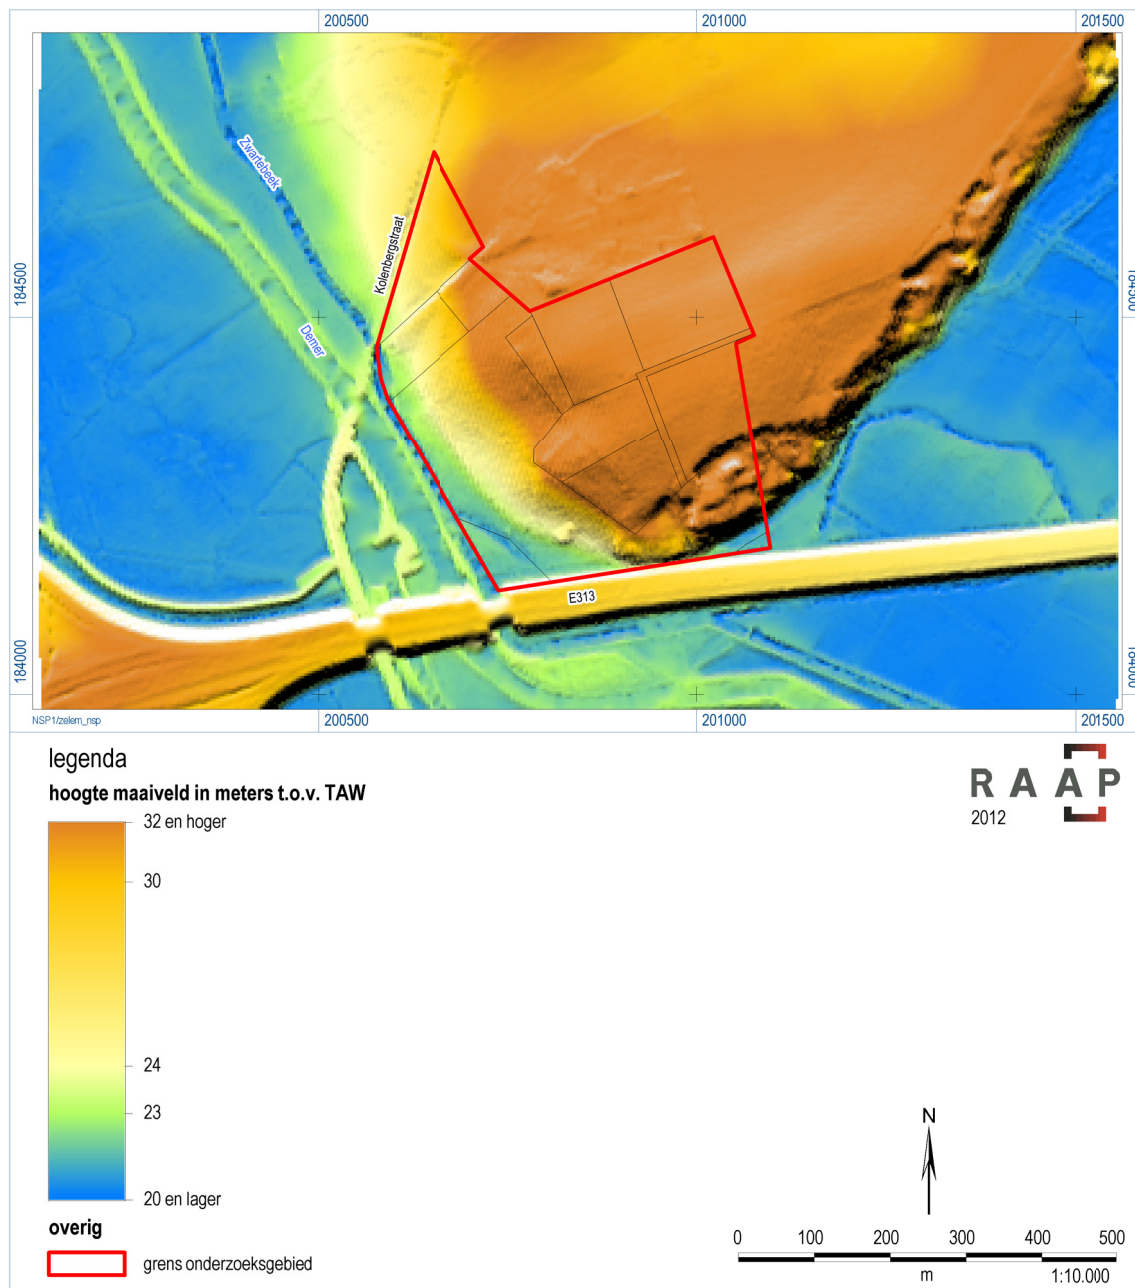 200500 201000 201500
Zwartebeek
Kolenbergstraat
184500 184500
Demer
E313
184000 184000
NSP1/zelem_nsp
200500 201000 201500
legenda
hoogte maaiveld in meters t.o.v. TAW
RAAP
2012
32 en hoger
30
24
23
20 en lager
N
overig
grens onderzoeksgebied
0 100 200 300 400 500
m 1:10.000